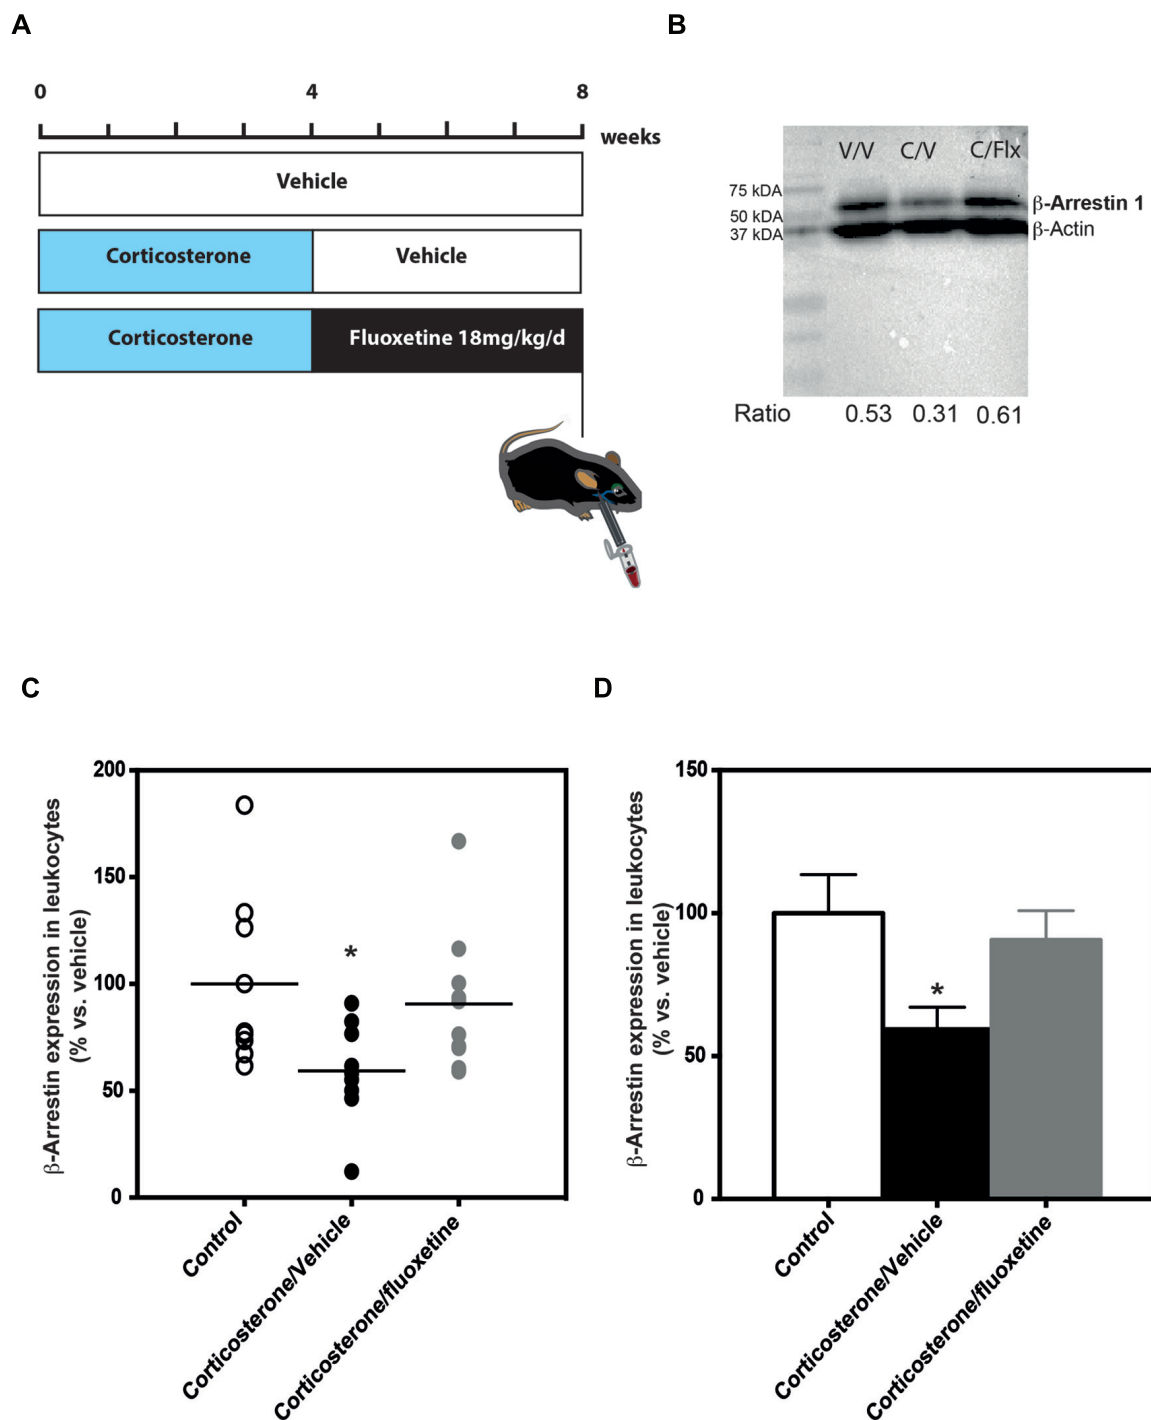 A
0 4 8
weeks
Vehicle
Corticosterone Vehicle
Corticosterone Fluoxetine 18mg/kg/d
B
V/V C/V C/Flx
75 kDA
50 kDA
37 kDA
β-Arrestin 1
β-Actin
Ratio 0.53 0.31 0.61
C
β-Arrestin expression in leukocytes
(% vs. vehicle)
200
150
100
50
0
*
Control
Corticosterone/Vehicle
Corticosterone/fluoxetine
D
β-Arrestin expression in leukocytes
(% vs. vehicle)
150
100
50
0
*
Control
Corticosterone/Vehicle
Corticosterone/fluoxetine